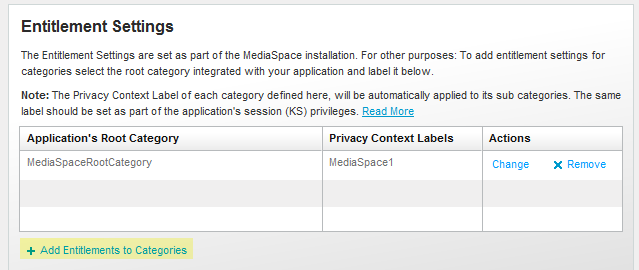 Entitlement Settings
The Entitlement Settings are set as part of the MediaSpace installation. For other purposes: To add entitlement settings for
categories select the root category integrated with your application and label it below.
Note: The Privacy Context Label of each category defined here, will be automatically applied to its sub categories. The same
label should be set as part of the application's session (KS) privileges. Read More
Application's Root Category Privacy Context Labels Actions
MediaSpaceRootCategory MediaSpace1 Change Remove
+ Add Entitlements to Categories